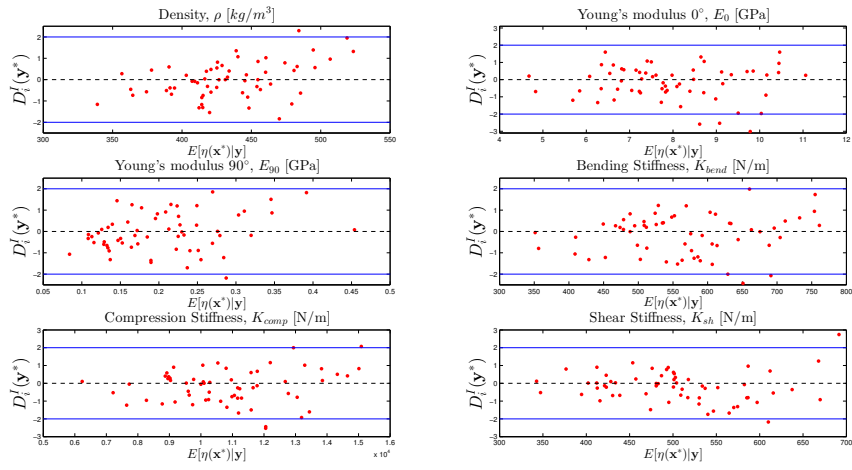 Density, ρ [kg/m³]
3
2
1
0
−1
−2
−3
D_i^I(y*)
300 350 400 450 500 550
E[η(x*)|y]
Young's modulus 0°, E₀ [GPa]
3
2
1
0
−1
−2
−3
D_i^I(y*)
4 5 6 7 8 9 10 11 12
E[η(x*)|y]
Young's modulus 90°, E₉₀ [GPa]
3
2
1
0
−1
−2
D_i^I(y*)
0.05 0.1 0.15 0.2 0.25 0.3 0.35 0.4 0.45 0.5
E[η(x*)|y]
Bending Stiffness, K_bend [N/m]
2
1
0
−1
−2
D_i^I(y*)
300 350 400 450 500 550 600 650 700 750 800
E[η(x*)|y]
Compression Stiffness, K_comp [N/m]
3
2
1
0
−1
−2
−3
D_i^I(y*)
0.6 0.7 0.8 0.9 1 1.1 1.2 1.3 1.4 1.5 1.6
x 10⁴
E[η(x*)|y]
Shear Stiffness, K_sh [N/m]
3
2
1
0
−1
−2
−3
D_i^I(y*)
300 350 400 450 500 550 600 650 700
E[η(x*)|y]